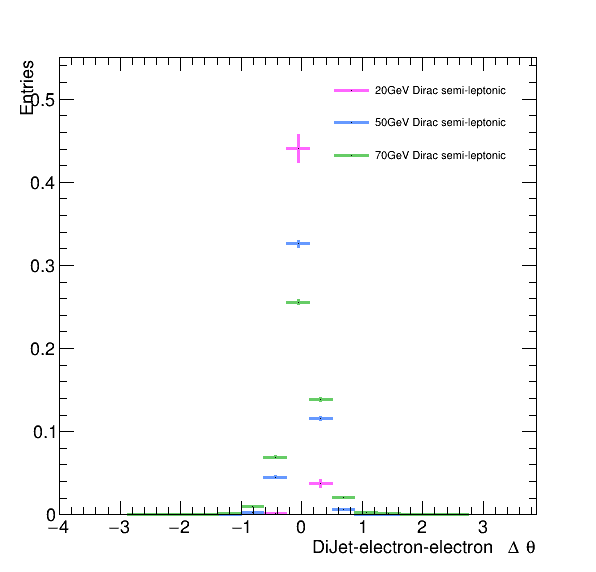 Entries
20GeV Dirac semi-leptonic
50GeV Dirac semi-leptonic
70GeV Dirac semi-leptonic
0.5
0.4
0.3
0.2
0.1
0
−4 −3 −2 −1 0 1 2 3
DiJet-electron-electron Δ θ